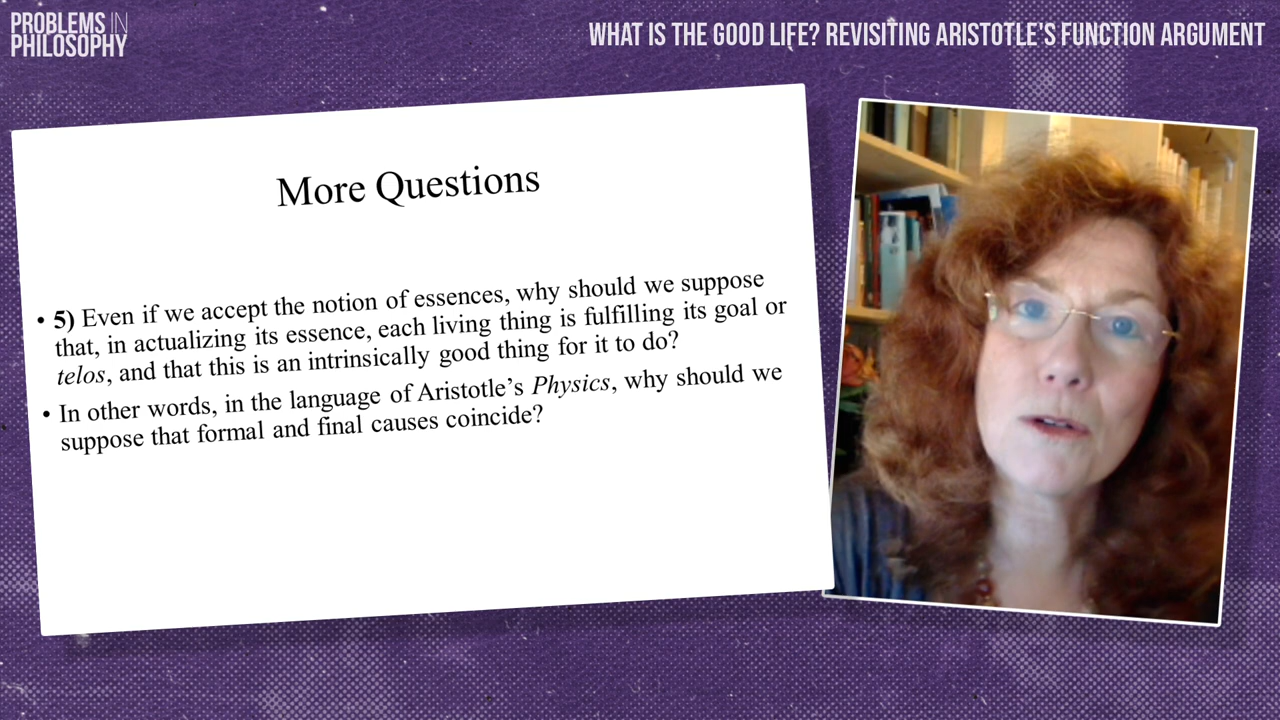 PROBLEMS IN
PHILOSOPHY
WHAT IS THE GOOD LIFE? REVISITING ARISTOTLE'S FUNCTION ARGUMENT
More Questions
• 5) Even if we accept the notion of essences, why should we suppose
that, in actualizing its essence, each living thing is fulfilling its goal or
telos, and that this is an intrinsically good thing for it to do?
• In other words, in the language of Aristotle’s Physics, why should we
suppose that formal and final causes coincide?